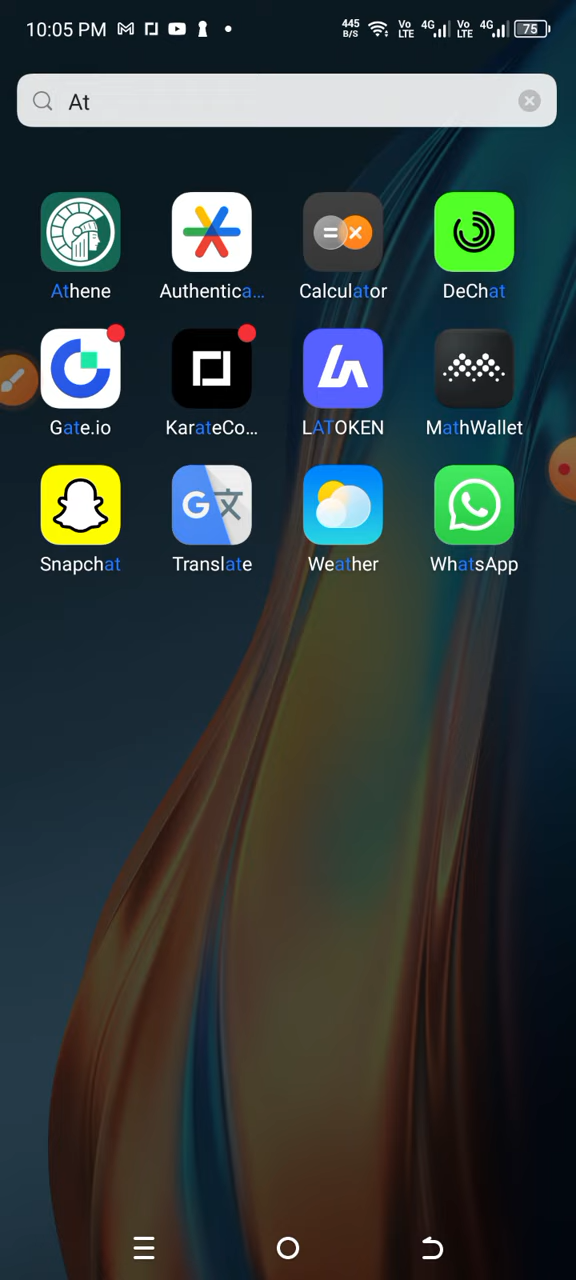 10:05 PM 445 B/S Vo LTE 4G Vo LTE 4G 75
At
Athene Authentica... Calculator DeChat
Gate.io KarateCo... LATOKEN MathWallet
Snapchat Translate Weather WhatsApp